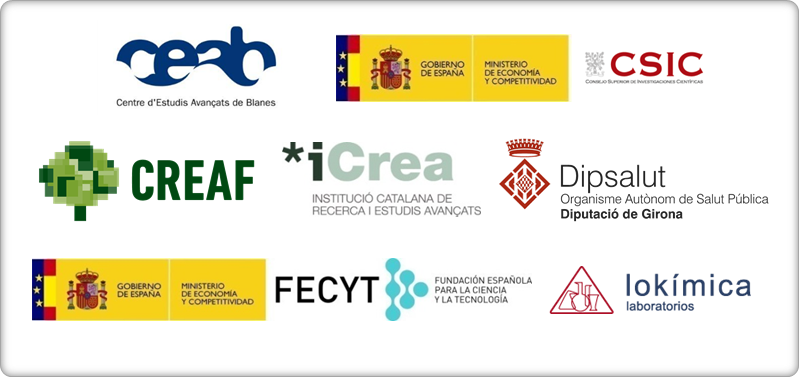 ceab
Centre d'Estudis Avançats de Blanes
GOBIERNO
DE ESPAÑA
MINISTERIO
DE ECONOMÍA
Y COMPETITIVIDAD
CSIC
CONSEJO SUPERIOR DE INVESTIGACIONES CIENTÍFICAS
CREAF
*iCrea
INSTITUCIÓ CATALANA DE
RECERCA I ESTUDIS AVANÇATS
Dipsalut
Organisme Autònom de Salut Pública
Diputació de Girona
GOBIERNO
DE ESPAÑA
MINISTERIO
DE ECONOMÍA
Y COMPETITIVIDAD
FECYT
FUNDACIÓN ESPAÑOLA
PARA LA CIENCIA
Y LA TECNOLOGÍA
lokímica
laboratorios